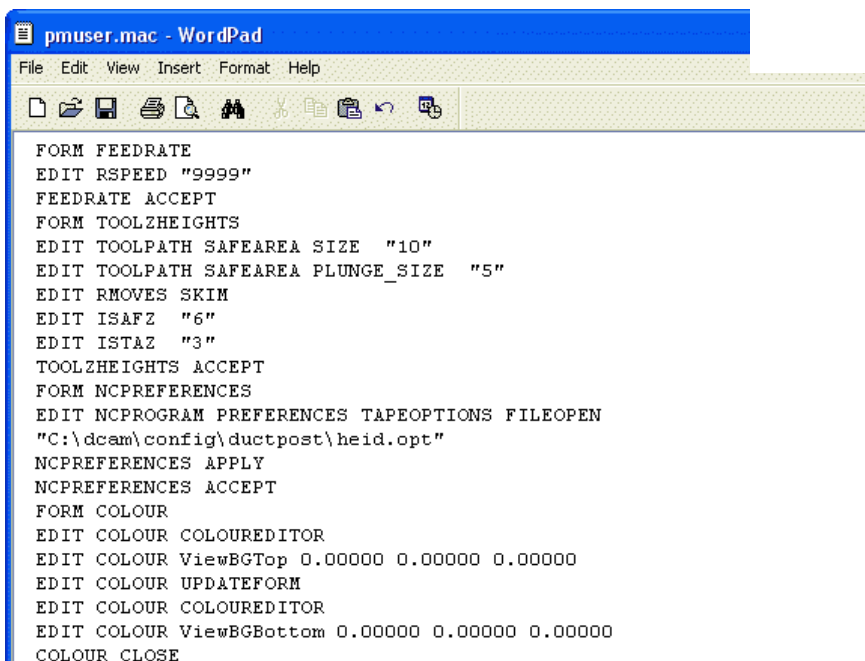 pmuser.mac - WordPad
File Edit View Insert Format Help
FORM FEEDRATE
EDIT RSPEED "9999"
FEEDRATE ACCEPT
FORM TOOLZHEIGHTS
EDIT TOOLPATH SAFEAREA SIZE "10"
EDIT TOOLPATH SAFEAREA PLUNGE_SIZE "5"
EDIT RMOVES SKIM
EDIT ISAFZ "6"
EDIT ISTAZ "3"
TOOLZHEIGHTS ACCEPT
FORM NCPREFERENCES
EDIT NCPROGRAM PREFERENCES TAPEOPTIONS FILEOPEN
"C:\dcam\config\ductpost\heid.opt"
NCPREFERENCES APPLY
NCPREFERENCES ACCEPT
FORM COLOUR
EDIT COLOUR COLOUREDITOR
EDIT COLOUR ViewBGTop 0.00000 0.00000 0.00000
EDIT COLOUR UPDATEFORM
EDIT COLOUR COLOUREDITOR
EDIT COLOUR ViewBGBottom 0.00000 0.00000 0.00000
COLOUR CLOSE